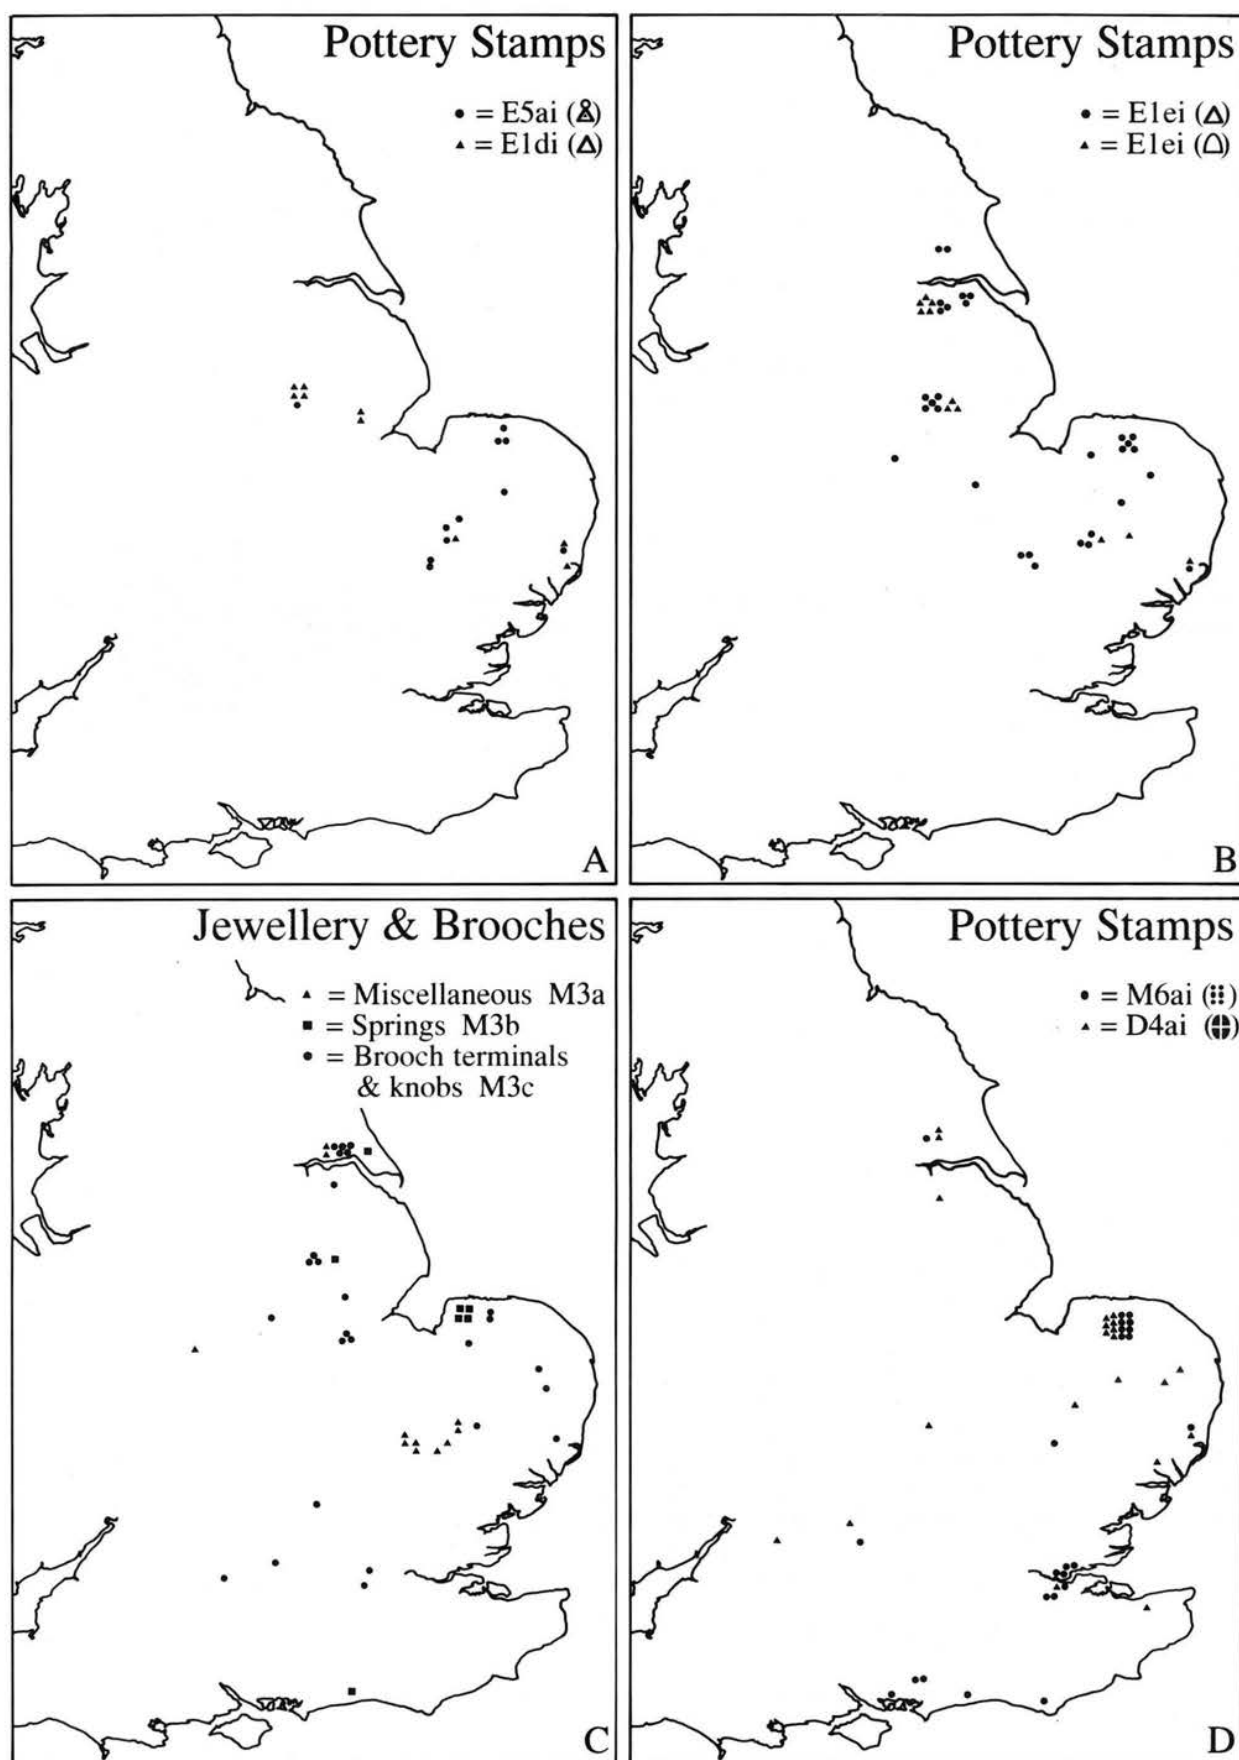 Pottery Stamps
• = E5ai ()
▲ = E1di ()
A
Pottery Stamps
• = E1ei ()
▲ = E1ei ()
B
Jewellery & Brooches
▲ = Miscellaneous M3a
■ = Springs M3b
• = Brooch terminals
& knobs M3c
C
Pottery Stamps
• = M6ai ()
▲ = D4ai ()
D